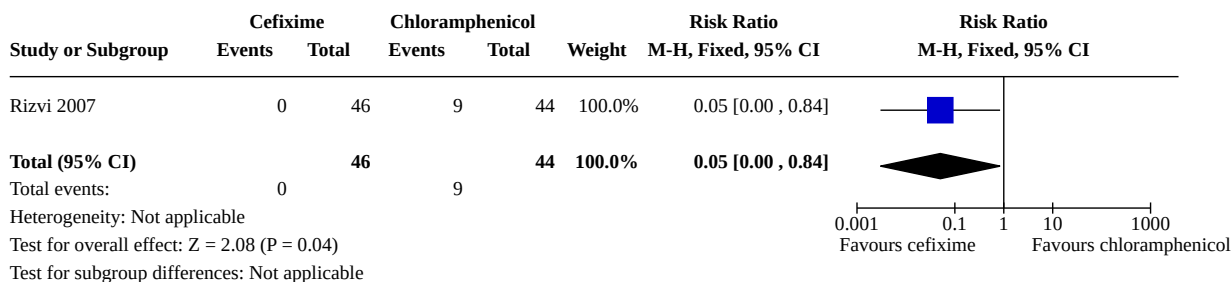 Cefixime Chloramphenicol Risk Ratio Risk Ratio
Study or Subgroup Events Total Events Total Weight M-H, Fixed, 95% CI M-H, Fixed, 95% CI
Rizvi 2007 0 46 9 44 100.0% 0.05 [0.00 , 0.84]
Total (95% CI) 46 44 100.0% 0.05 [0.00 , 0.84]
Total events: 0 9
Heterogeneity: Not applicable
0.001 0.1 1 10 1000
Test for overall effect: Z = 2.08 (P = 0.04) Favours cefixime Favours chloramphenicol
Test for subgroup differences: Not applicable